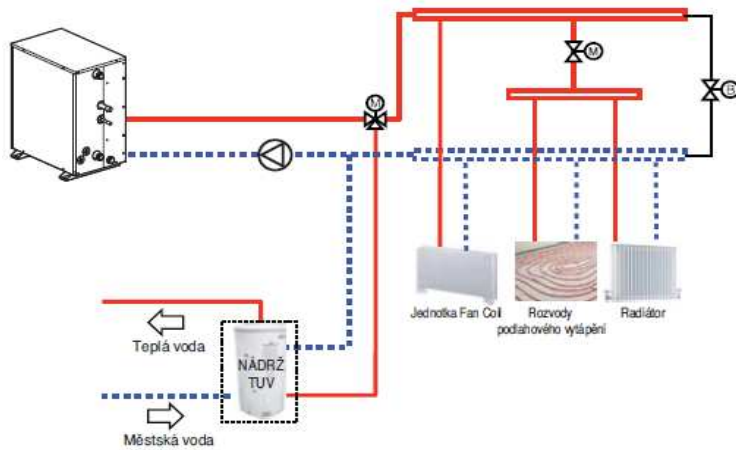 M
M
B
Jednotka Fan Coil
Rozvody
podlahového vytápění
Radiátor
Teplá voda
NÁDRŽ
TUV
Městská voda